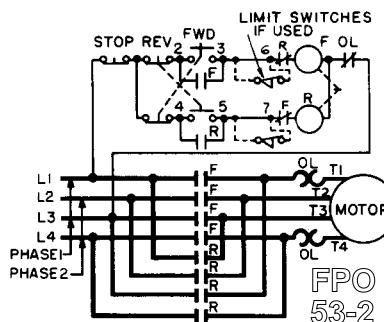 LIMIT SWITCHES
IF USED
STOP REV 2 FWD 3 6 R F OL
F
4 5 7 F R
R
OL
L1 F T1
L2 F T2
L3 F T3 MOTOR
L4 F T4
PHASE1 R OL
PHASE2 R
R
R
FPO
53-2